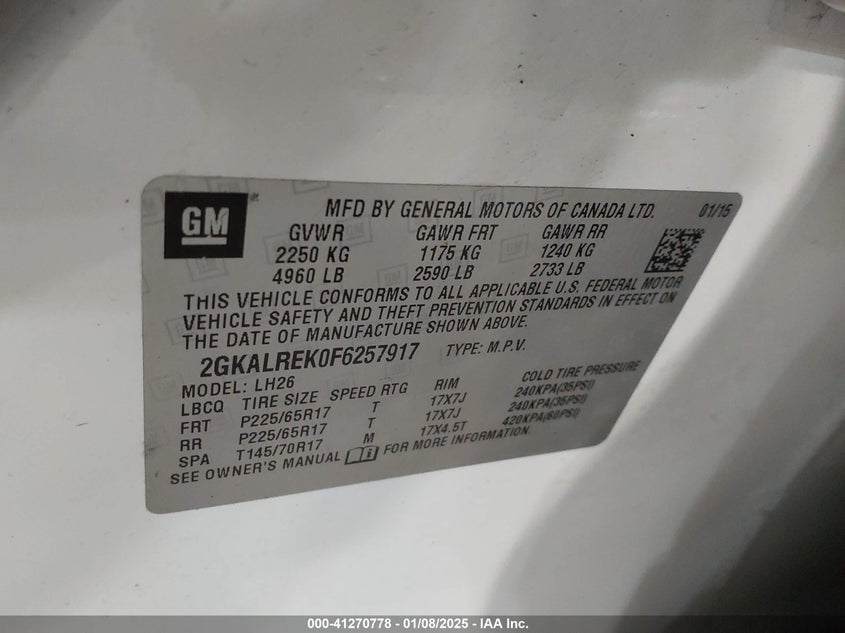 GM ®
MFD BY GENERAL MOTORS OF CANADA LTD. 01/15
GVWR GAWR FRT GAWR RR
2250 KG 1175 KG 1240 KG
4960 LB 2590 LB 2733 LB
THIS VEHICLE CONFORMS TO ALL APPLICABLE U.S. FEDERAL MOTOR
VEHICLE SAFETY AND THEFT PREVENTION STANDARDS IN EFFECT ON
THE DATE OF MANUFACTURE SHOWN ABOVE.
2GKALREK0F6257917 TYPE: M.P.V.
MODEL: LH26
LBCQ TIRE SIZE SPEED RTG RIM COLD TIRE PRESSURE
FRT P225/65R17 T 17X7J 240KPA(35PSI)
RR P225/65R17 T 17X7J 240KPA(35PSI)
SPA T145/70R17 M 17X4.5T 420KPA(60PSI)
SEE OWNER'S MANUAL FOR MORE INFORMATION.
000-41270778 - 01/08/2025 - IAA Inc.